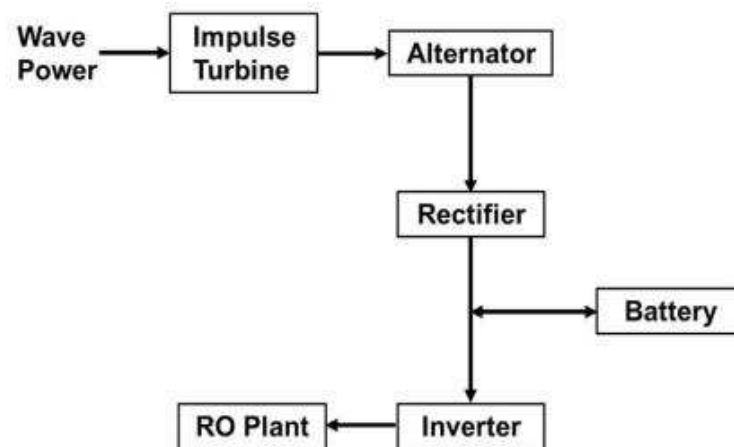 Wave
Power
Impulse
Turbine
Alternator
Rectifier
Battery
RO Plant
Inverter